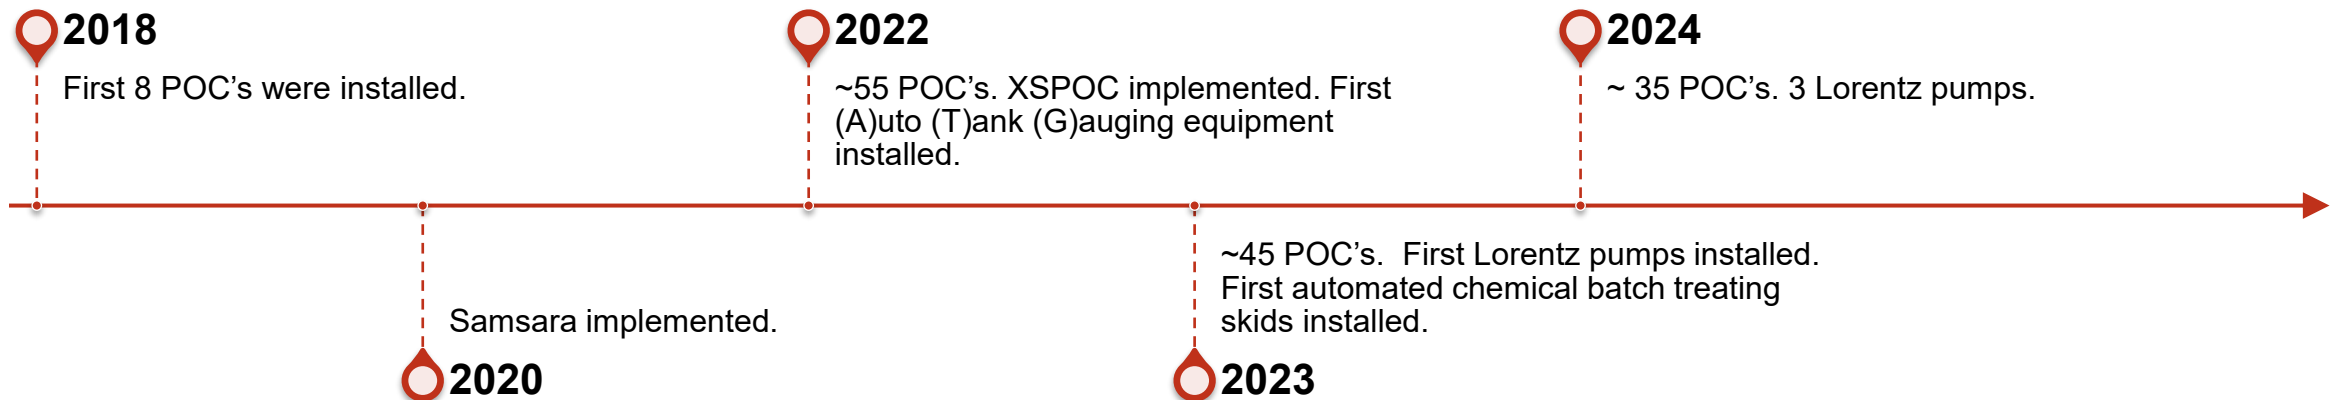 2018
First 8 POC’s were installed.
2022
~55 POC’s. XSPOC implemented. First
(A)uto (T)ank (G)auging equipment
installed.
2024
~ 35 POC’s. 3 Lorentz pumps.
Samsara implemented.
2020
~45 POC’s.  First Lorentz pumps installed.
First automated chemical batch treating
skids installed.
2023